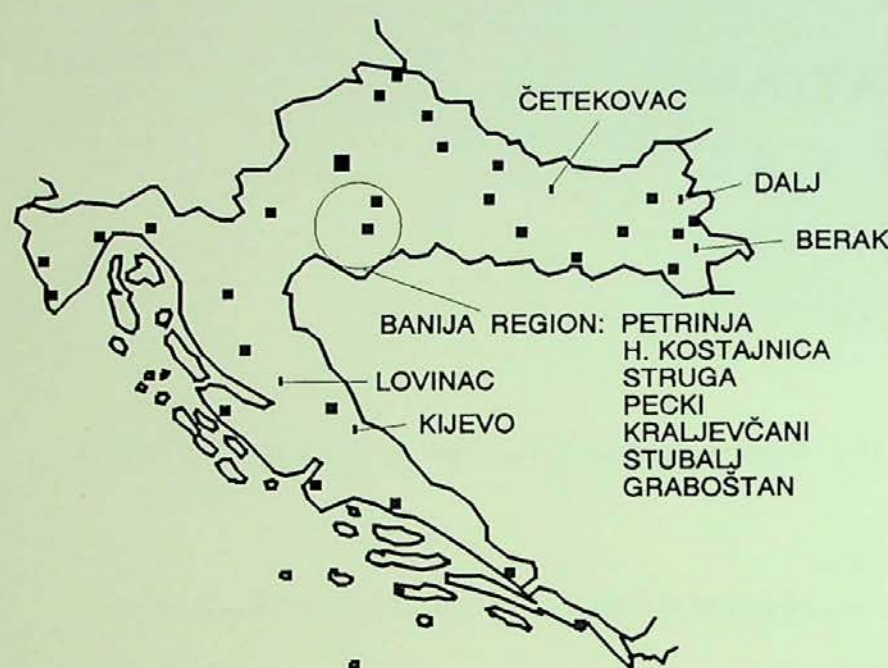 ČETEKOVAC
DALJ
BERAK
BANIJA REGION: PETRINJA
H. KOSTAJNICA
STRUGA
PECKI
KRALJEVČANI
STUBALJ
GRABOŠTAN
LOVINAC
KIJEVO